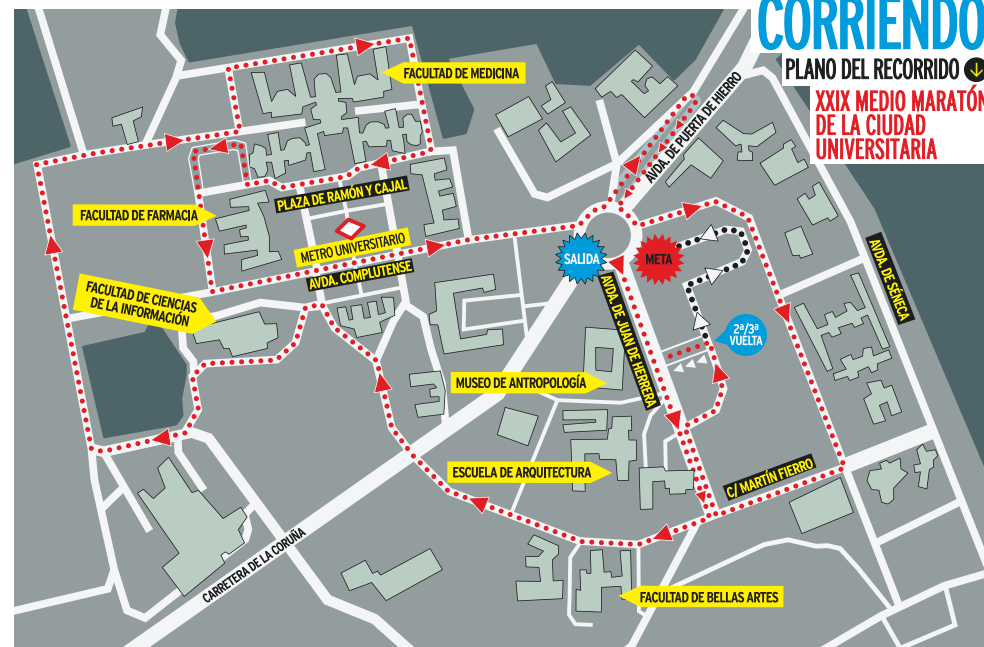 CORRIENDO
PLANO DEL RECORRIDO
XXIX MEDIO MARATÓN
DE LA CIUDAD
UNIVERSITARIA
FACULTAD DE MEDICINA
AVDA. DE PUERTA DE HIERRO
PLAZA DE RAMÓN Y CAJAL
FACULTAD DE FARMACIA
METRO UNIVERSITARIO
AVDA. COMPLUTENSE
SALIDA
META
AVDA. DE SÉNECA
FACULTAD DE CIENCIAS
DE LA INFORMACIÓN
AVDA. DE JUAN DE HERRERA
2ª/3ª
VUELTA
MUSEO DE ANTROPOLOGÍA
ESCUELA DE ARQUITECTURA
C/ MARTÍN FIERRO
CARRETERA DE LA CORUÑA
FACULTAD DE BELLAS ARTES